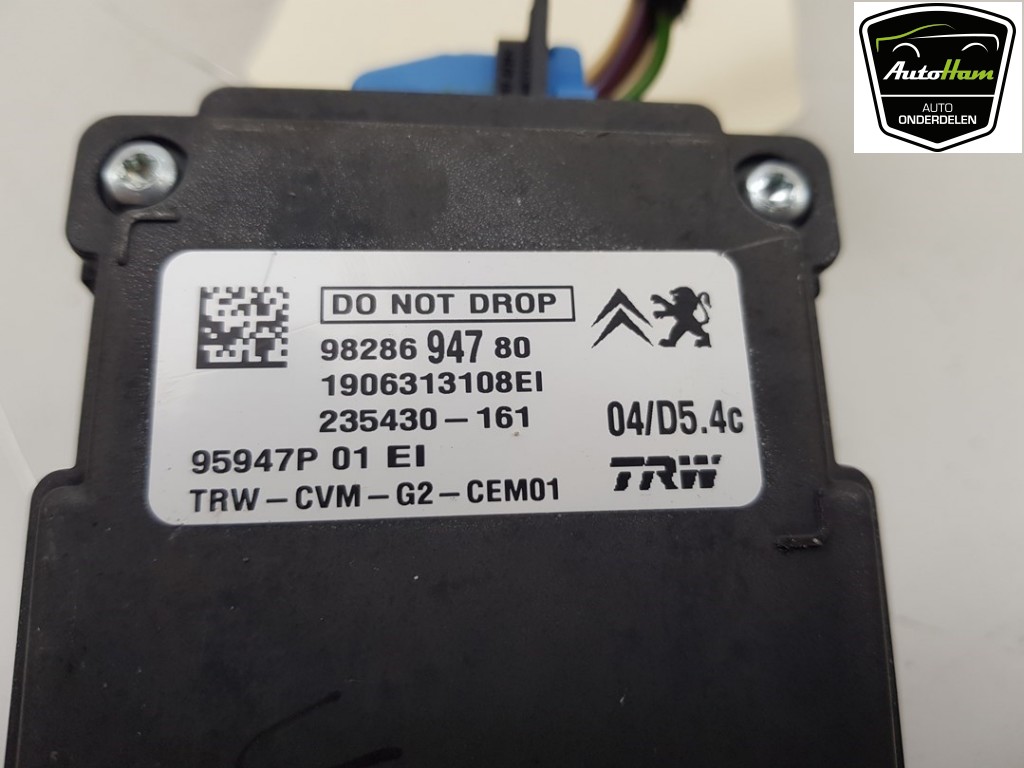 AutoHam
AUTO
ONDERDELEN
DO NOT DROP
98286 947 80
1906313108EI
235430-161
04/D5.4c
95947P 01 EI
TRW
TRW-CVM-G2-CEM01